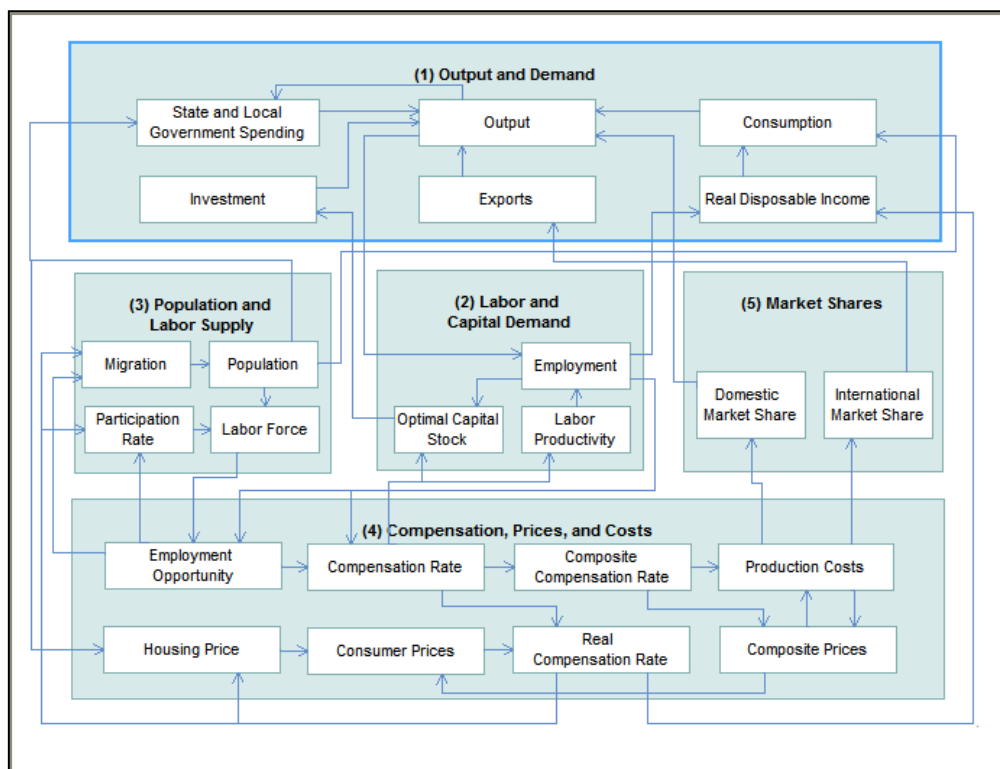 (1) Output and Demand
State and Local
Government Spending
Output
Consumption
Investment
Exports
Real Disposable Income
(3) Population and
Labor Supply
Migration
Population
Participation
Rate
Labor Force
(2) Labor and
Capital Demand
Employment
Optimal Capital
Stock
Labor
Productivity
(5) Market Shares
Domestic
Market Share
International
Market Share
(4) Compensation, Prices, and Costs
Employment
Opportunity
Compensation Rate
Composite
Compensation Rate
Production Costs
Housing Price
Consumer Prices
Real
Compensation Rate
Composite Prices